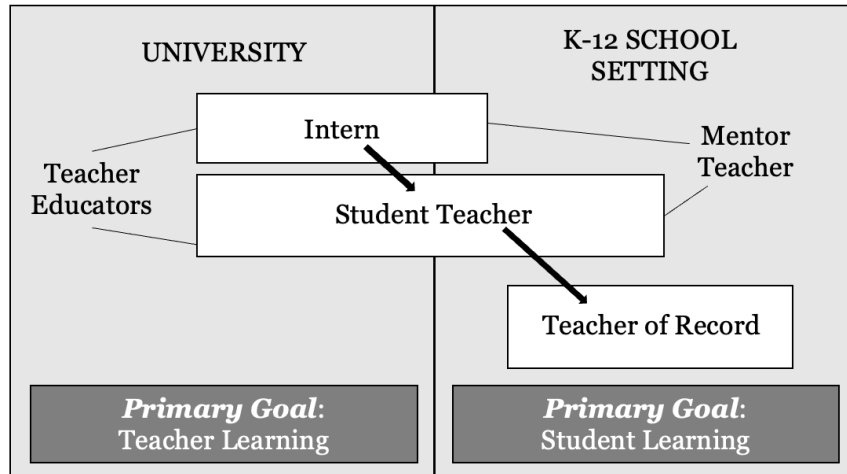 UNIVERSITY
K-12 SCHOOL
SETTING
Intern
Mentor
Teacher
Teacher
Educators
Student Teacher
Teacher of Record
Primary Goal:
Teacher Learning
Primary Goal:
Student Learning